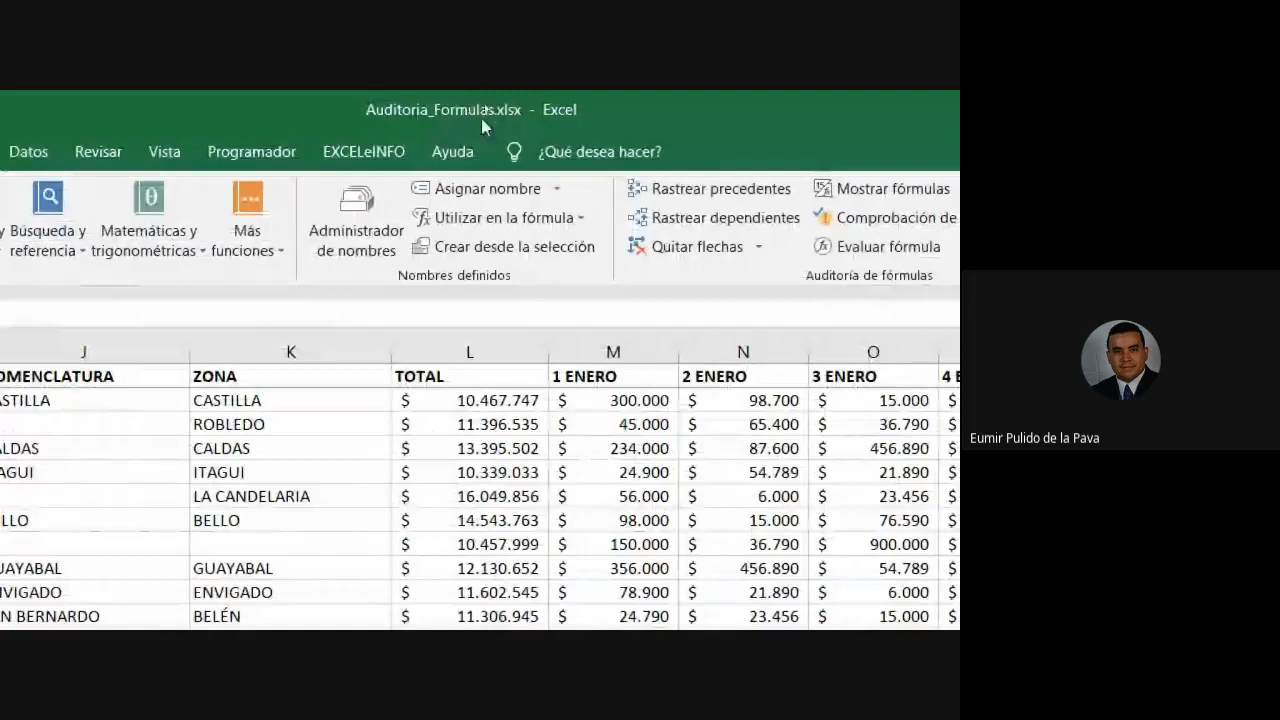 Auditoria_Formulas.xlsx - Excel
Datos Revisar Vista Programador EXCELeINFO Ayuda ¿Qué desea hacer?
Asignar nombre Rastrear precedentes Mostrar fórmulas
y Búsqueda y Matemáticas y Más Administrador Utilizar en la fórmula Rastrear dependientes Comprobación de
referencia trigonométricas funciones de nombres Crear desde la selección Quitar flechas Evaluar fórmula
Nombres definidos Auditoría de fórmulas
J K L M N O
OMENCLATURA ZONA TOTAL 1 ENERO 2 ENERO 3 ENERO 4 E
ASTILLA CASTILLA $ 10.467.747 $ 300.000 $ 98.700 $ 15.000 $
ROBLEDO $ 11.396.535 $ 45.000 $ 65.400 $ 36.790 $
ALDAS CALDAS $ 13.395.502 $ 234.000 $ 87.600 $ 456.890 $
AGUI ITAGUI $ 10.339.033 $ 24.900 $ 54.789 $ 21.890 $
LA CANDELARIA $ 16.049.856 $ 56.000 $ 6.000 $ 23.456 $
LLO BELLO $ 14.543.763 $ 98.000 $ 15.000 $ 76.590 $
$ 10.457.999 $ 150.000 $ 36.790 $ 900.000 $
UAYABAL GUAYABAL $ 12.130.652 $ 356.000 $ 456.890 $ 54.789 $
NVIGADO ENVIGADO $ 11.602.545 $ 78.900 $ 21.890 $ 6.000 $
N BERNARDO BELÉN $ 11.306.945 $ 24.790 $ 23.456 $ 15.000 $
Eumir Pulido de la Pava